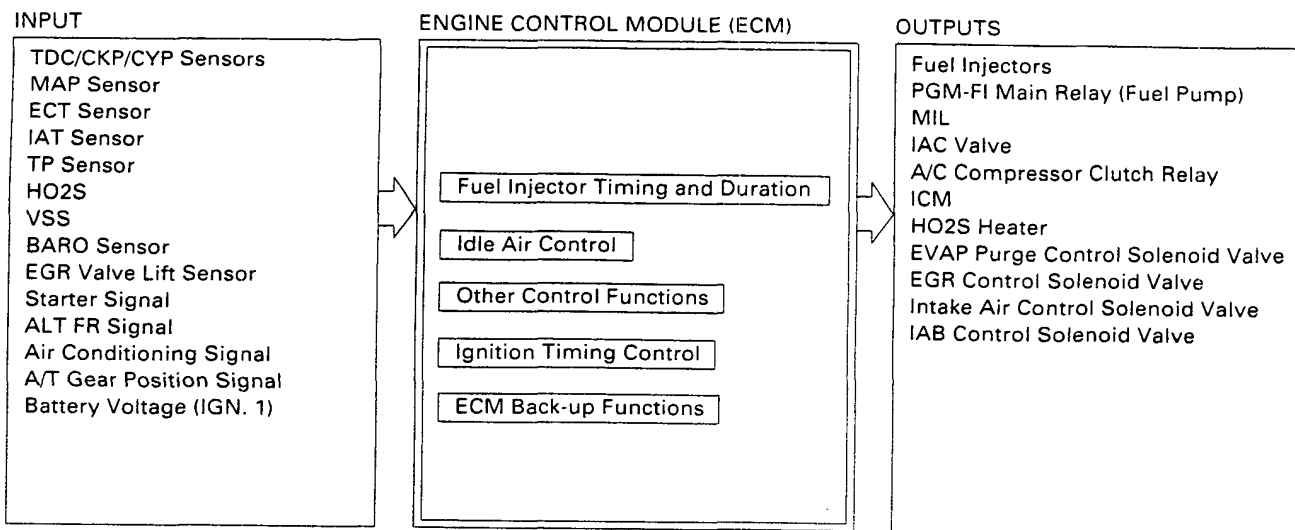 INPUT
TDC/CKP/CYP Sensors
MAP Sensor
ECT Sensor
IAT Sensor
TP Sensor
HO2S
VSS
BARO Sensor
EGR Valve Lift Sensor
Starter Signal
ALT FR Signal
Air Conditioning Signal
A/T Gear Position Signal
Battery Voltage (IGN. 1)
ENGINE CONTROL MODULE (ECM)
Fuel Injector Timing and Duration
Idle Air Control
Other Control Functions
Ignition Timing Control
ECM Back-up Functions
OUTPUTS
Fuel Injectors
PGM-FI Main Relay (Fuel Pump)
MIL
IAC Valve
A/C Compressor Clutch Relay
ICM
HO2S Heater
EVAP Purge Control Solenoid Valve
EGR Control Solenoid Valve
Intake Air Control Solenoid Valve
IAB Control Solenoid Valve